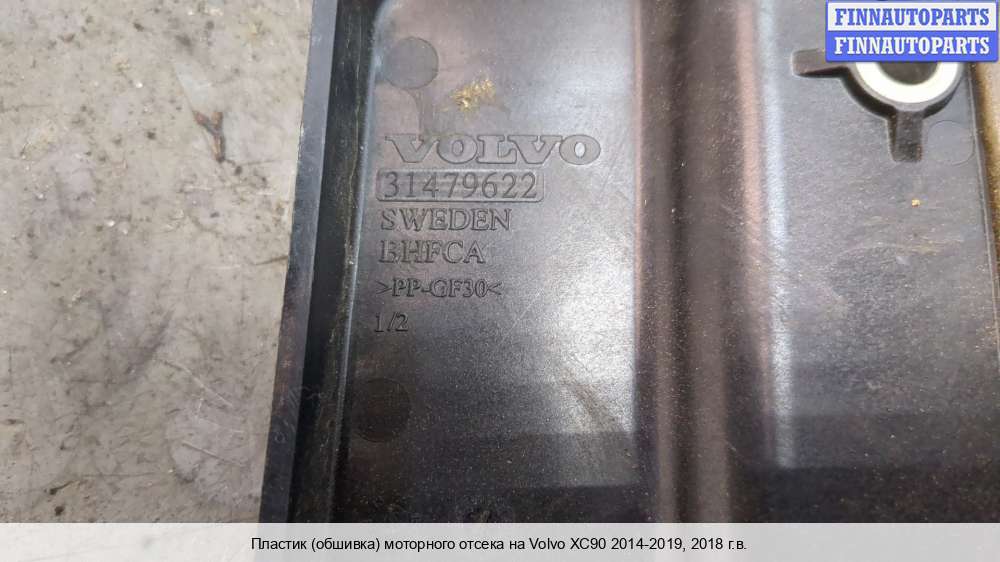 FINNAUTOPARTS
FINNAUTOPARTS
VOLVO
31479622
SWEDEN
BHFCA
>PP-GF30<
1/2
Пластик (обшивка) моторного отсека на Volvo XC90 2014-2019, 2018 г.в.